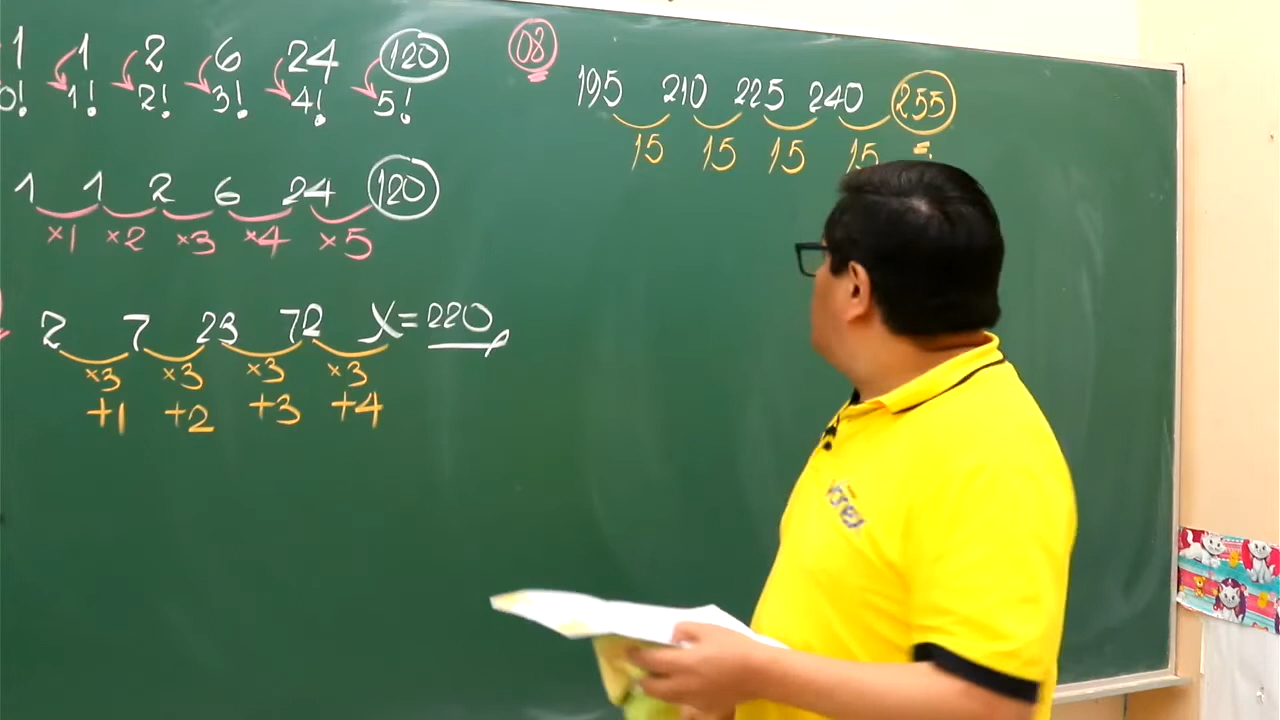 1 1 2 6 24 120
0! 1! 2! 3! 4! 5!
1 1 2 6 24 120
×1 ×2 ×3 ×4 ×5
2 7 23 72 X=220
×3 ×3 ×3 ×3
+1 +2 +3 +4
08
195 210 225 240 255
15 15 15 15